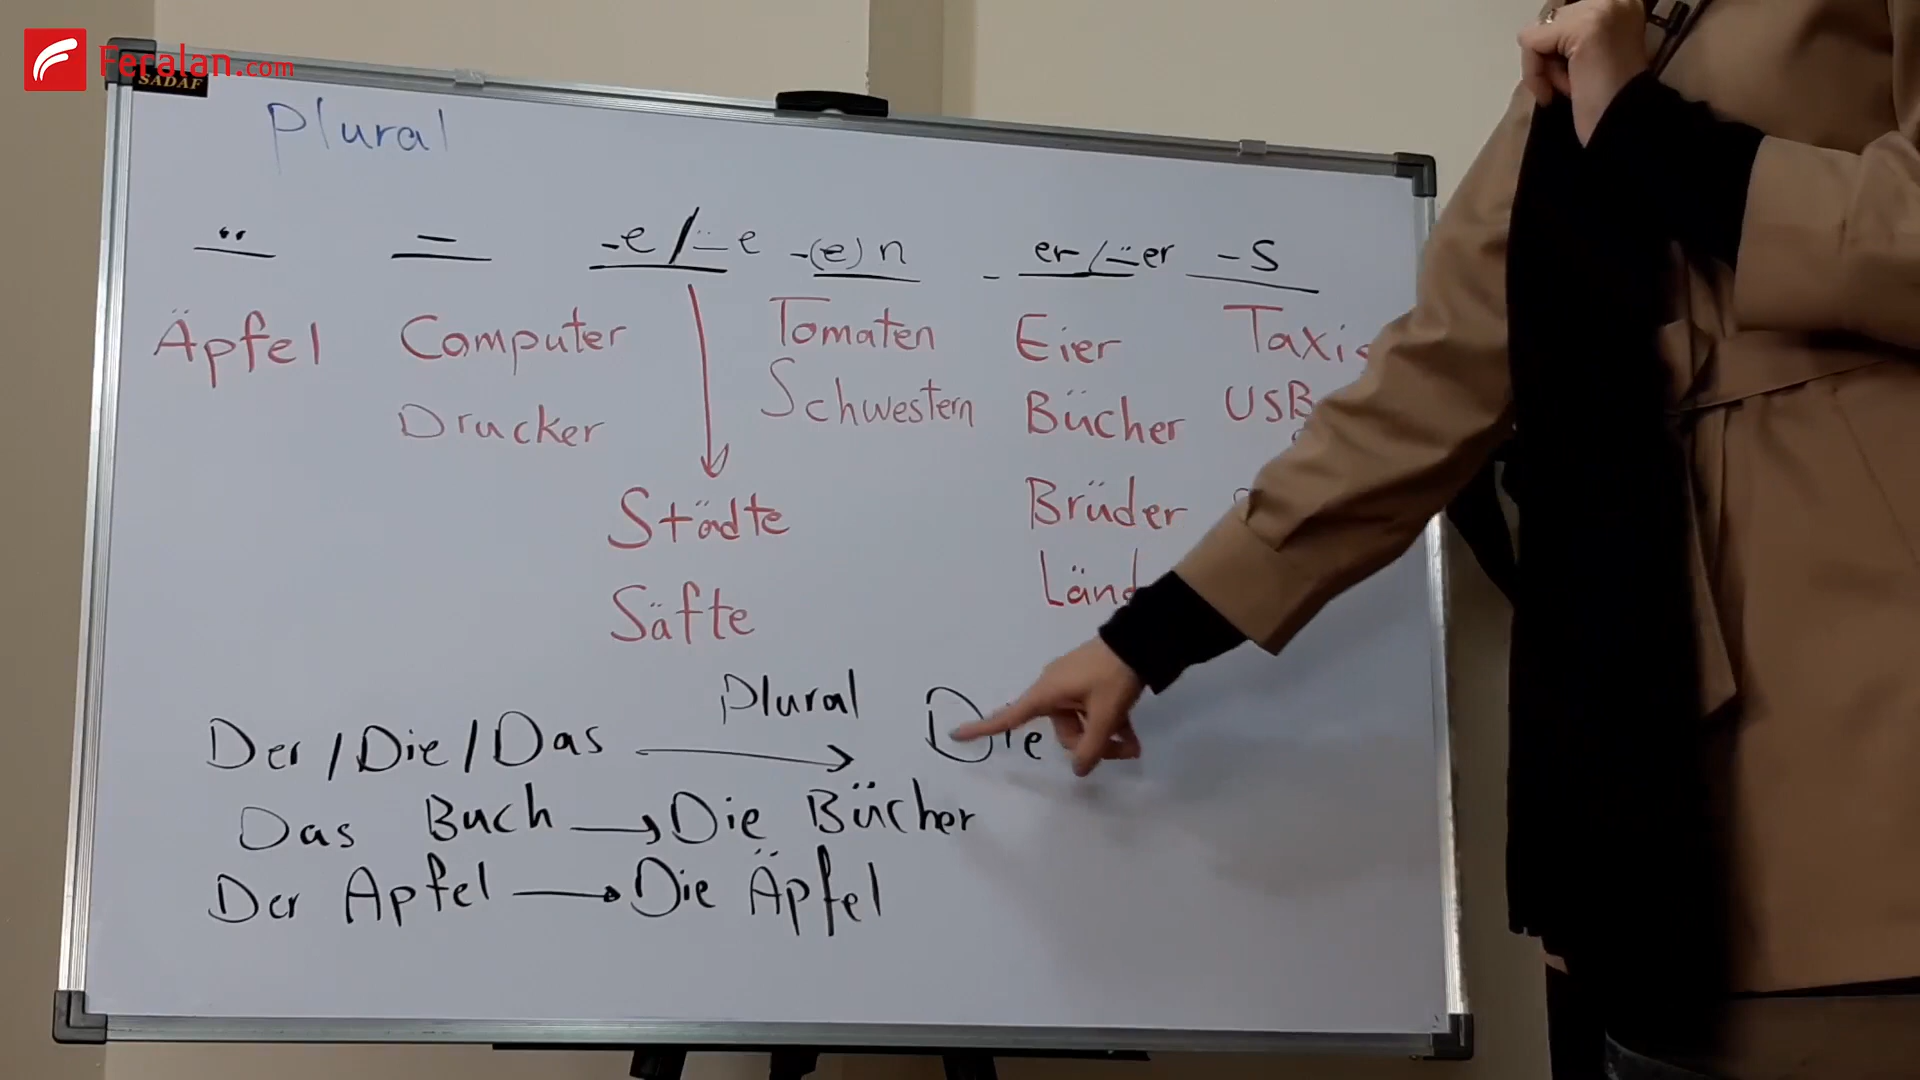 Feralan.com
SADAF
Plural
¨ - -e/¨e -(e)n - er/¨er -s
Äpfel Computer Tomaten Eier Taxis
Drucker Schwestern Bücher USB
Städte Brüder
Säfte
Plural
Der/Die/Das → Die
Das Buch → Die Bücher
Der Apfel → Die Äpfel